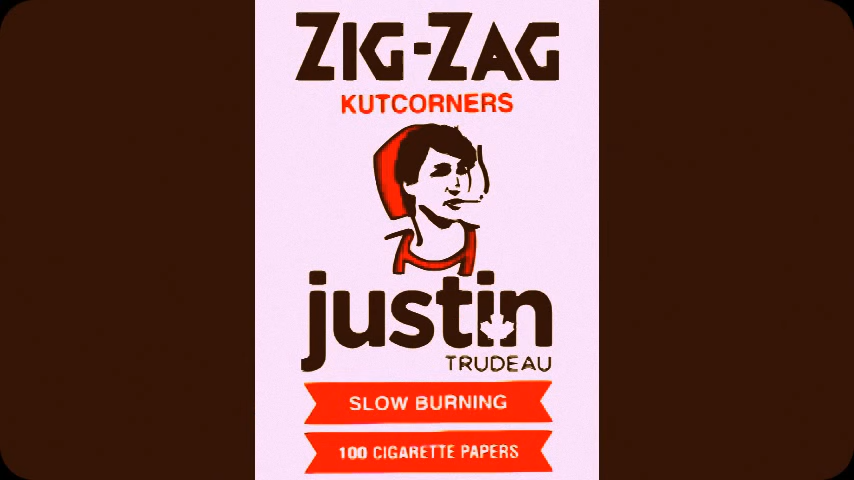 ZIG-ZAG
KUTCORNERS
justin
TRUDEAU
SLOW BURNING
100 CIGARETTE PAPERS